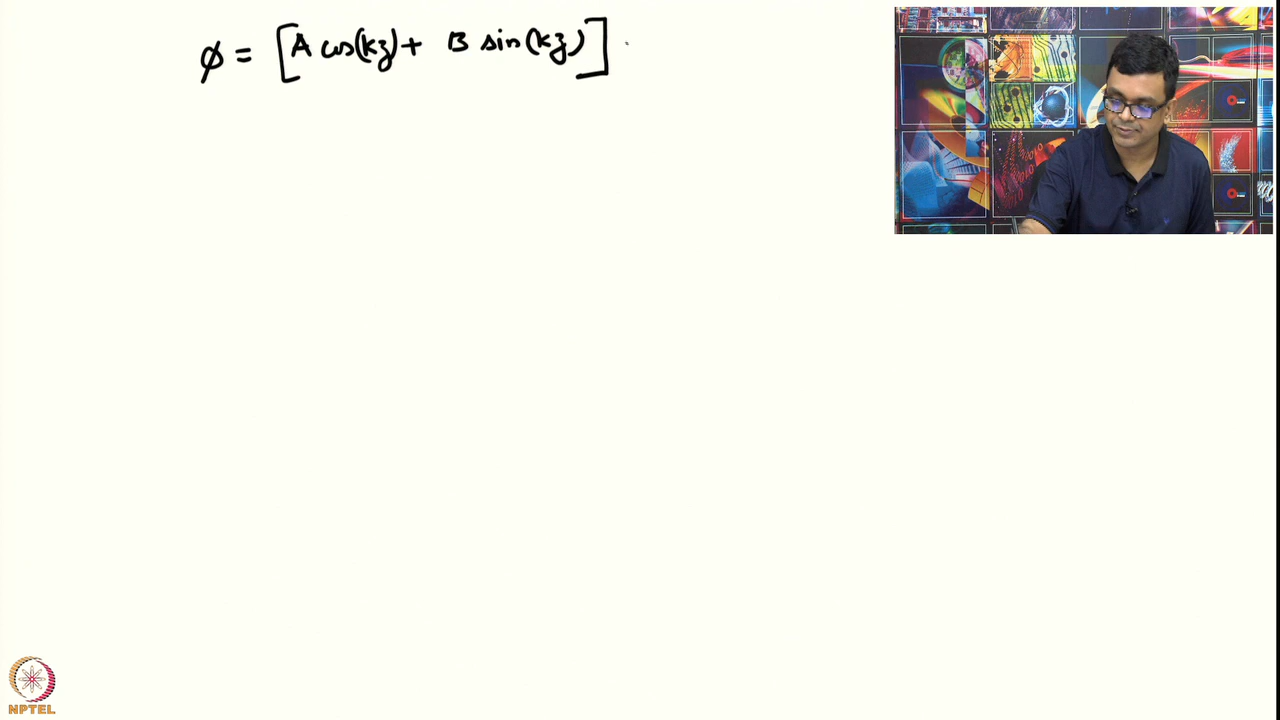 ϕ = [A cos(kz) + B sin(kz)]
NPTEL